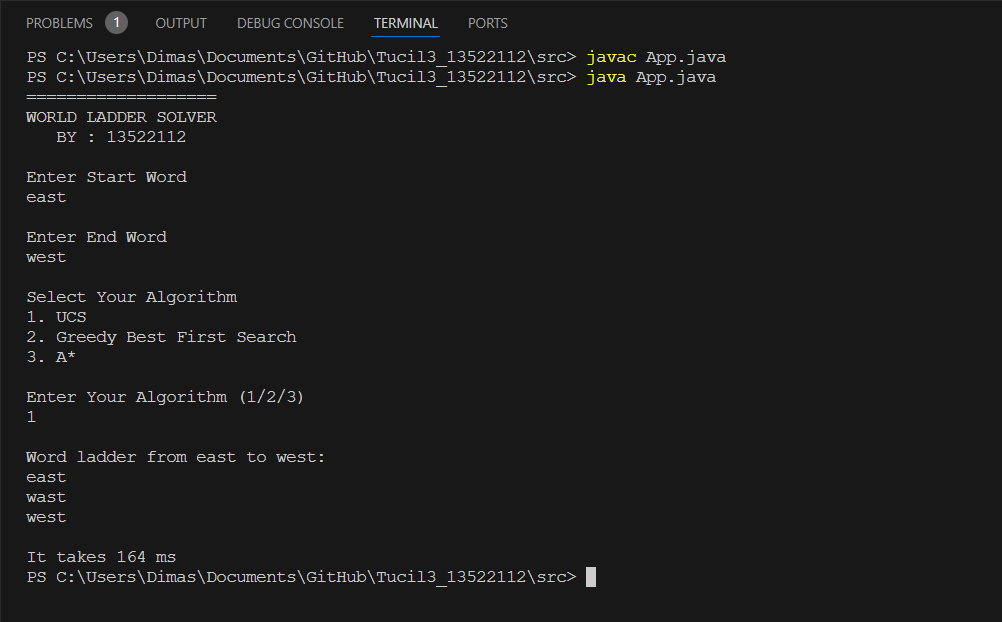 PROBLEMS 1 OUTPUT DEBUG CONSOLE TERMINAL PORTS
PS C:\Users\Dimas\Documents\GitHub\Tucil3_13522112\src> javac App.java
PS C:\Users\Dimas\Documents\GitHub\Tucil3_13522112\src> java App.java
===================
WORLD LADDER SOLVER
   BY : 13522112

Enter Start Word
east

Enter End Word
west

Select Your Algorithm
1. UCS
2. Greedy Best First Search
3. A*

Enter Your Algorithm (1/2/3)
1

Word ladder from east to west:
east
wast
west

It takes 164 ms
PS C:\Users\Dimas\Documents\GitHub\Tucil3_13522112\src>